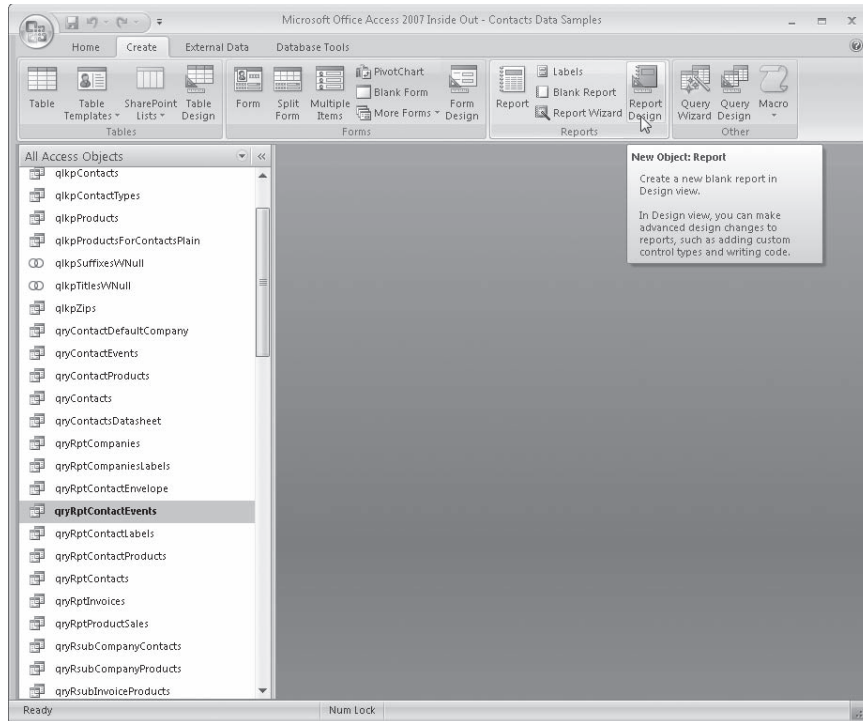 Microsoft Office Access 2007 Inside Out - Contacts Data Samples
Home Create External Data Database Tools
Table
Table Templates
SharePoint Lists
Table Design
Tables
Form
Split Form
Multiple Items
PivotChart
Blank Form
More Forms
Form Design
Forms
Report
Labels
Blank Report
Report Wizard
Report Design
Reports
Query Wizard
Query Design
Macro
Other
All Access Objects
qlkpContacts
qlkpContactTypes
qlkpProducts
qlkpProductsForContactsPlain
qlkpSuffixesWNull
qlkpTitlesWNull
qlkpZips
qryContactDefaultCompany
qryContactEvents
qryContactProducts
qryContacts
qryContactsDatasheet
qryRptCompanies
qryRptCompaniesLabels
qryRptContactEnvelope
qryRptContactEvents
qryRptContactLabels
qryRptContactProducts
qryRptContacts
qryRptInvoices
qryRptProductSales
qryRsubCompanyContacts
qryRsubCompanyProducts
qryRsubInvoiceProducts
New Object: Report
Create a new blank report in
Design view.
In Design view, you can make
advanced design changes to
reports, such as adding custom
control types and writing code.
Ready
Num Lock